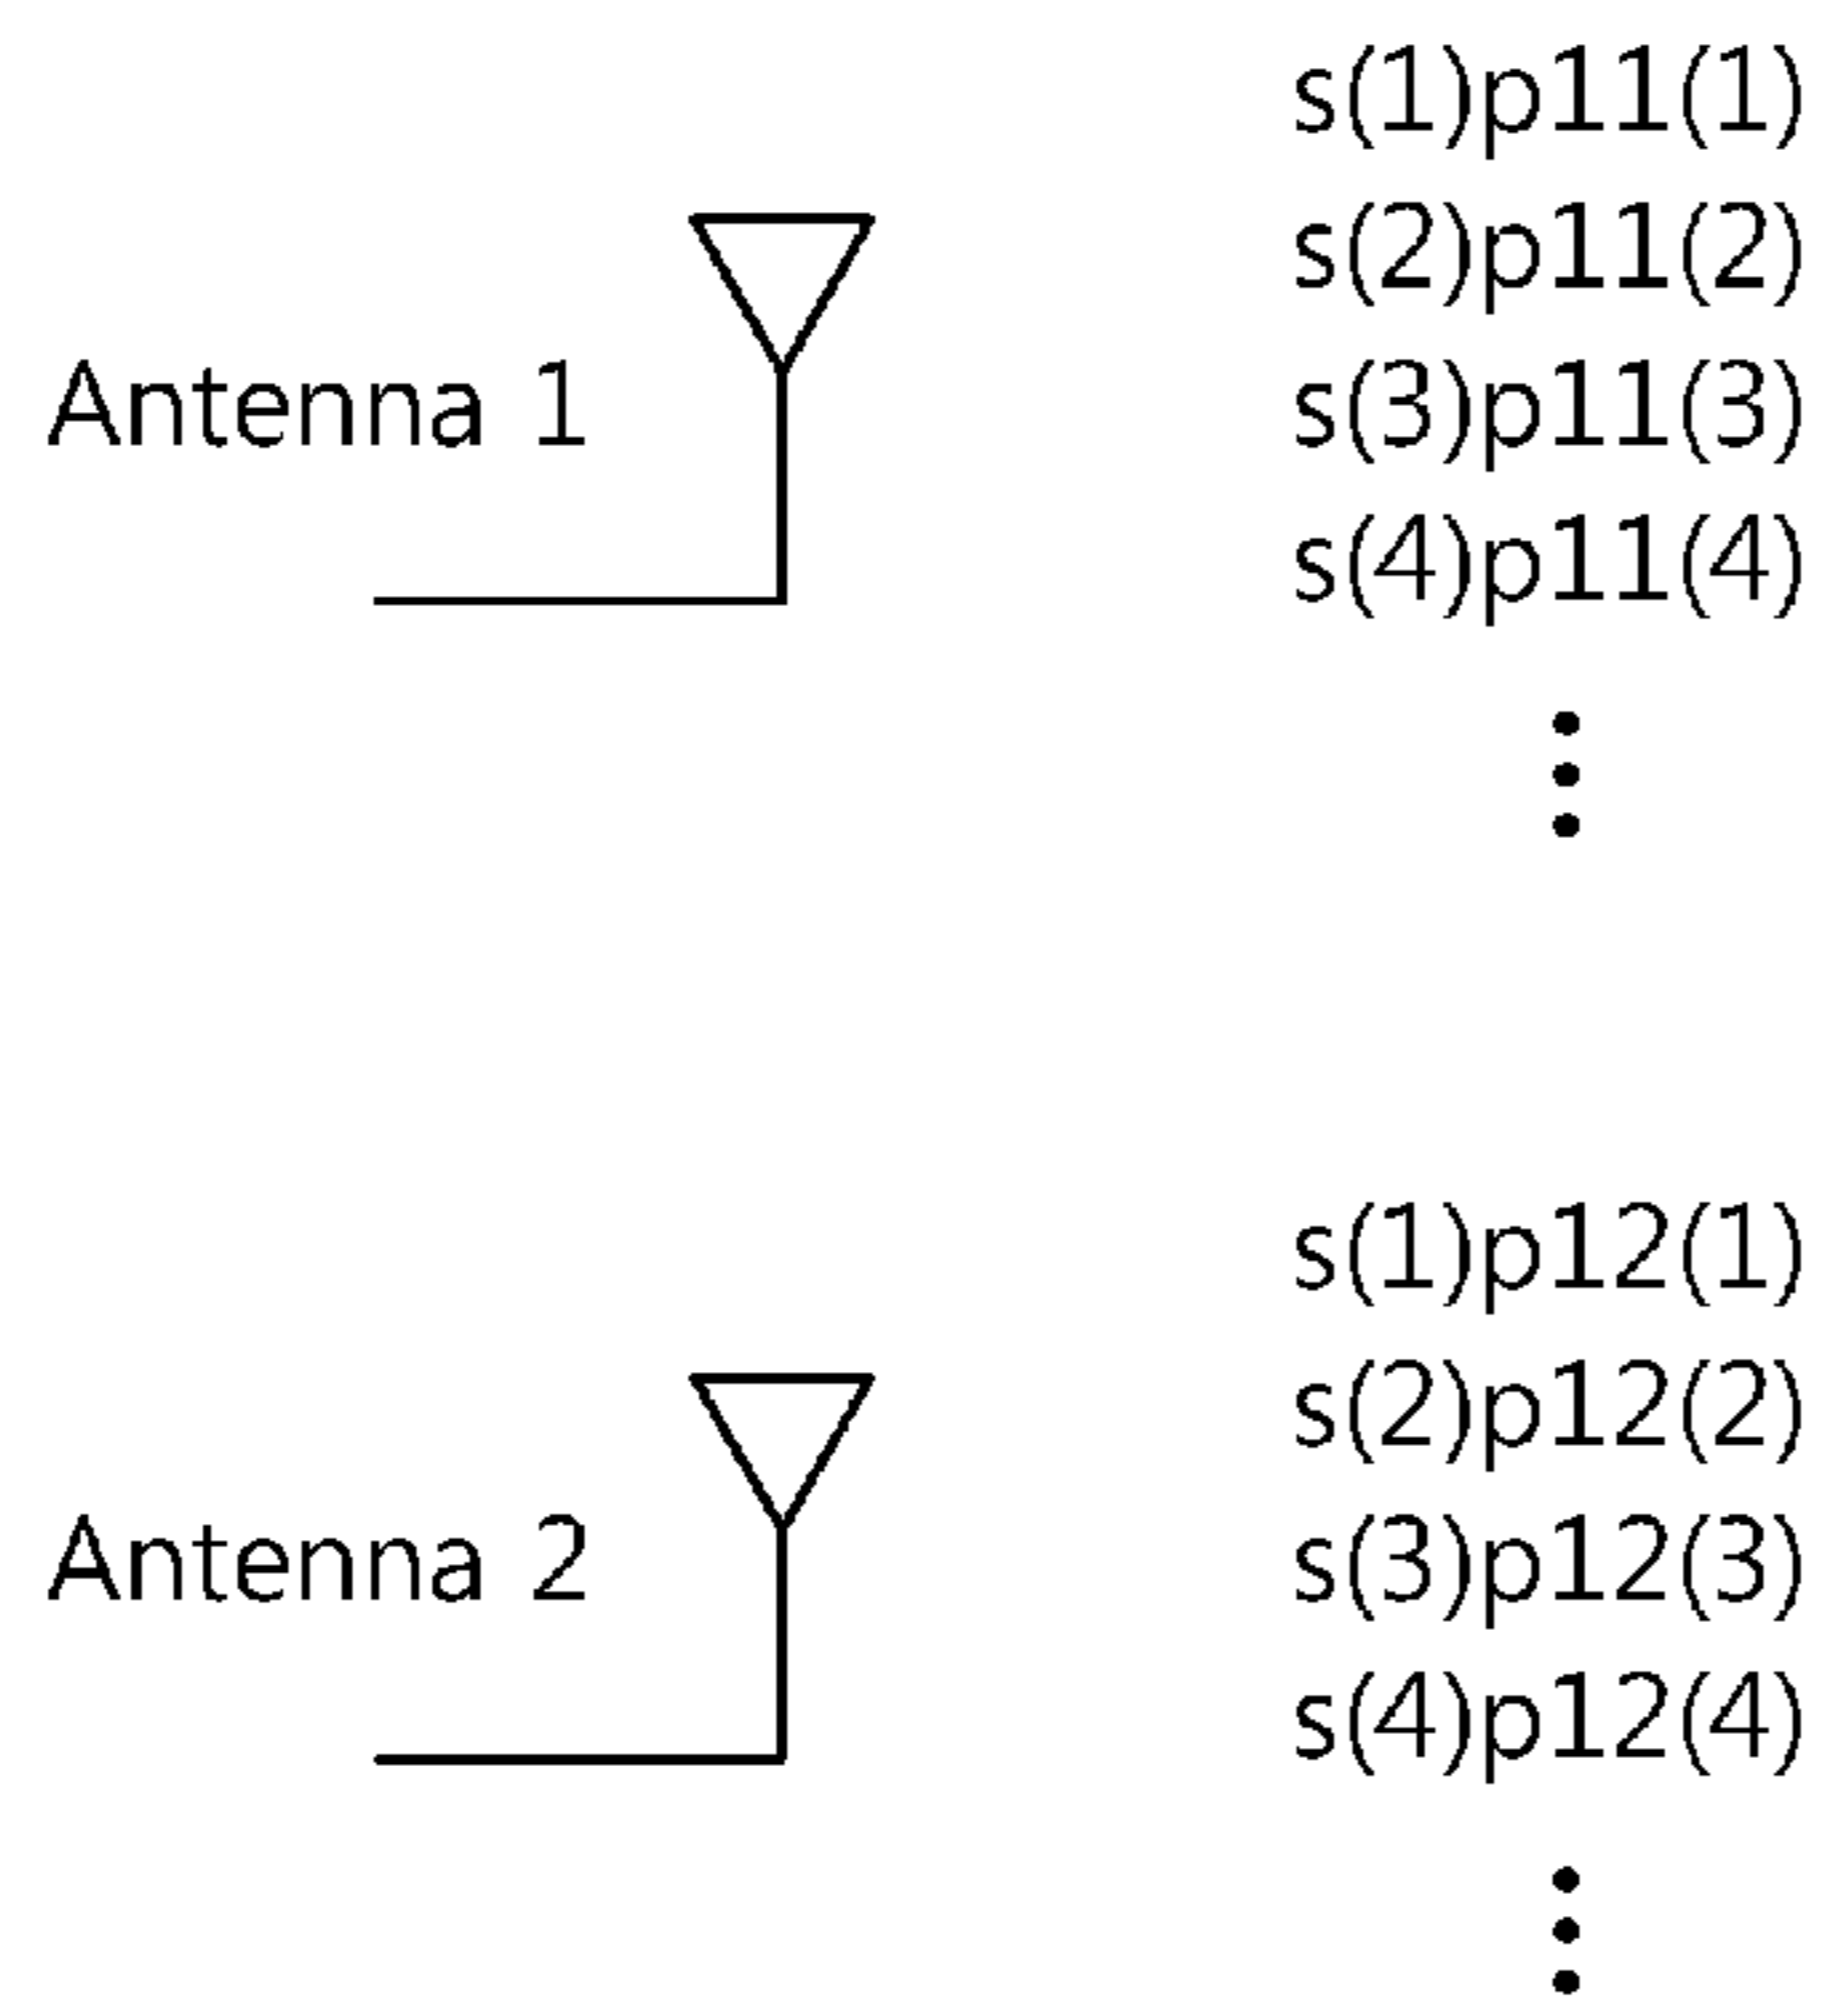 s(1)p11(1)
s(2)p11(2)
Antenna 1
s(3)p11(3)
s(4)p11(4)
s(1)p12(1)
s(2)p12(2)
Antenna 2
s(3)p12(3)
s(4)p12(4)